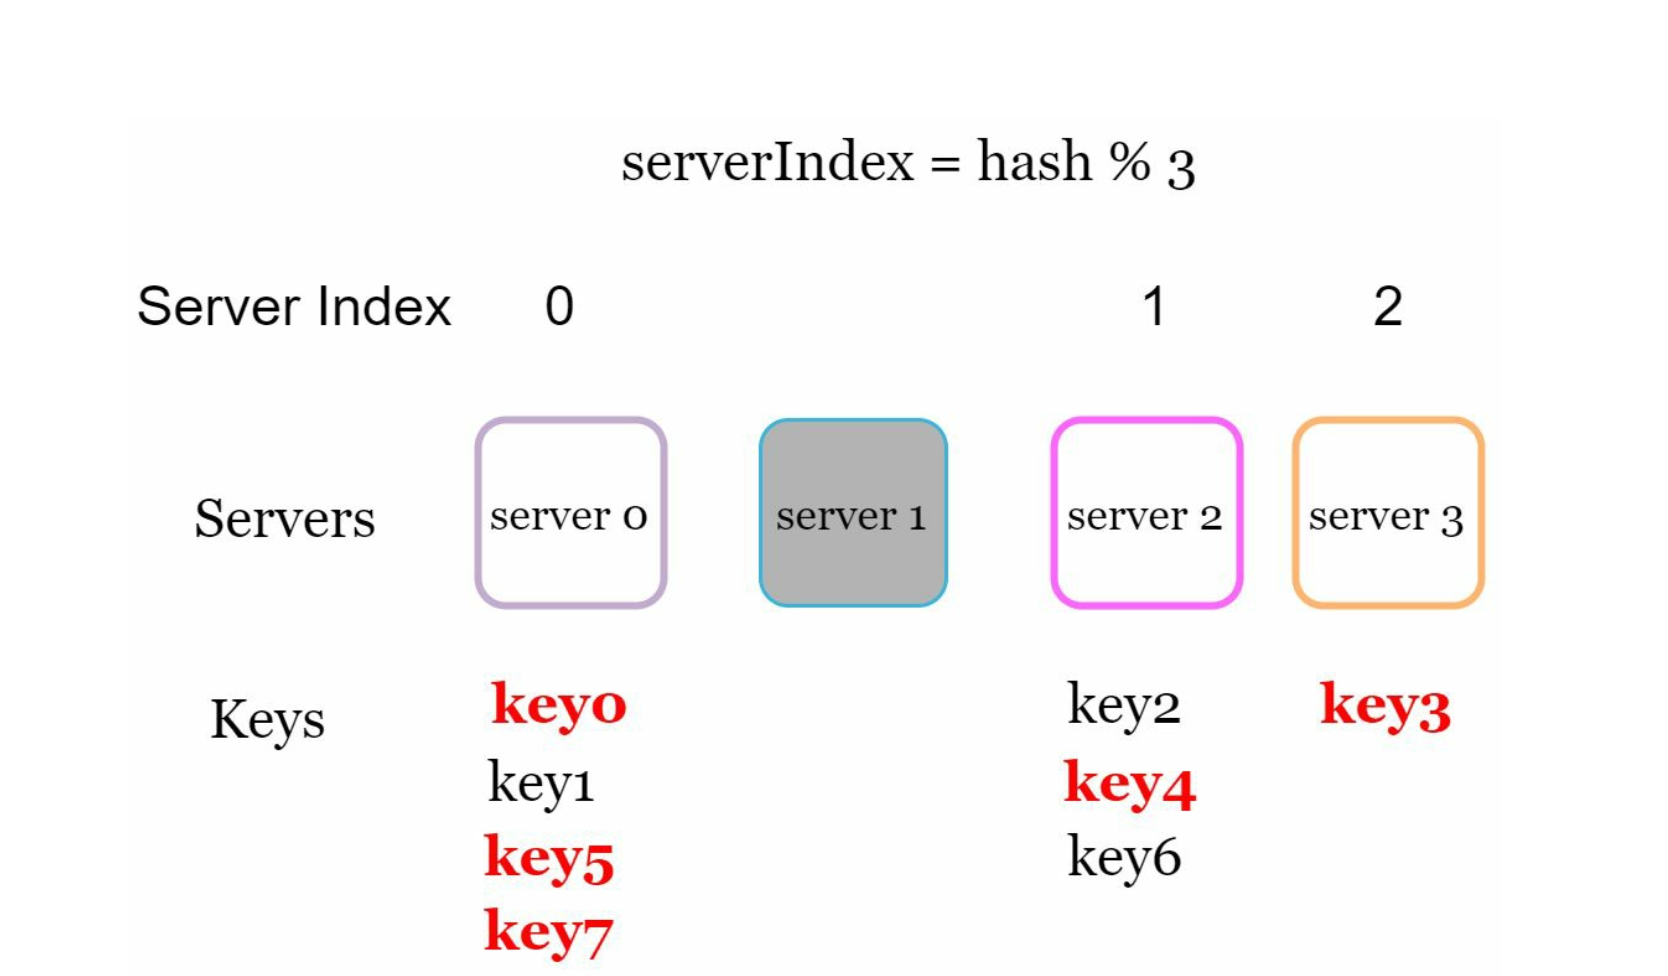 serverIndex = hash % 3
Server Index 0 1 2
Servers server 0 server 1 server 2 server 3
Keys key0 key2 key3
key1 key4
key5 key6
key7